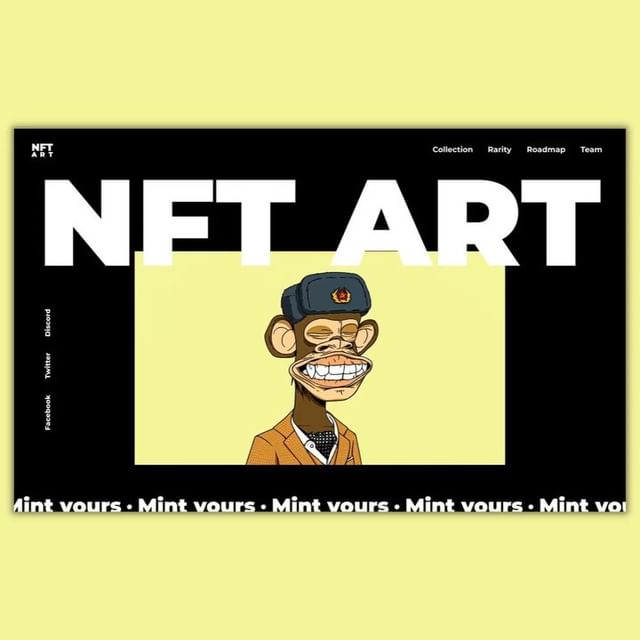 NFT
ART
Collection Rarity Roadmap Team
NFT ART
Discord
Twitter
Facebook
Mint yours · Mint yours · Mint yours · Mint yours · Mint yo